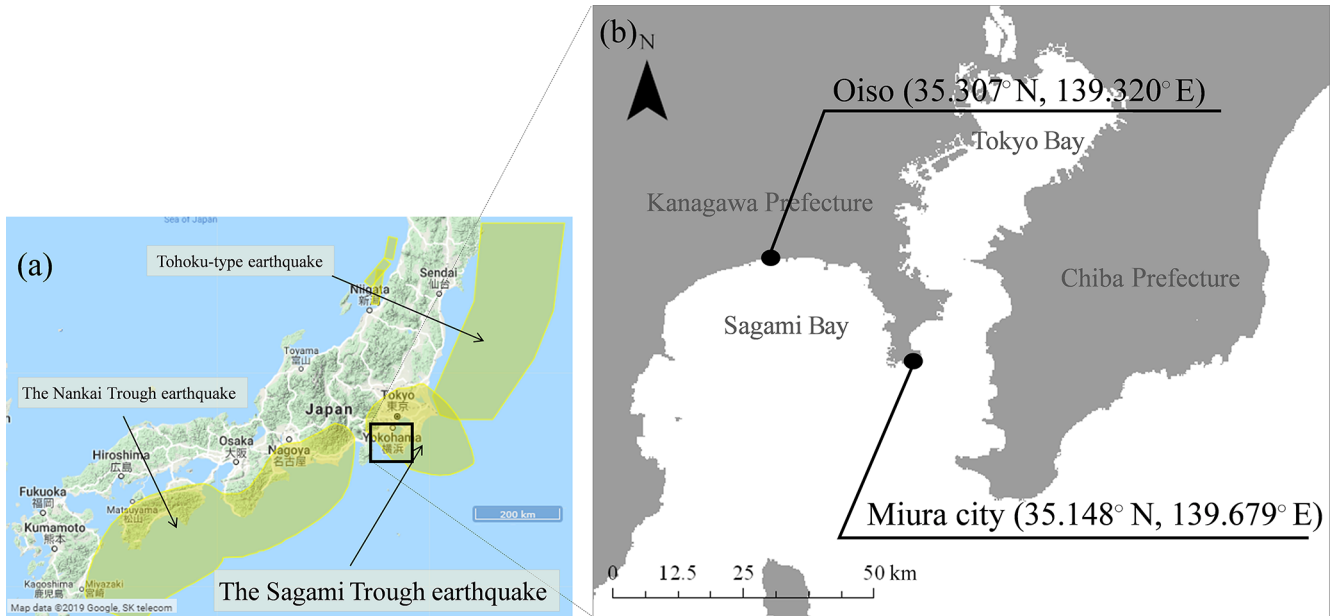 (a)
Sea of Japan
Tohoku-type earthquake
Sendai
仙台
Niigata
新潟
Toyama
富山
The Nankai Trough earthquake
Tokyo
東京
Japan
Yokohama
横浜
Osaka
大阪
Nagoya
名古屋
Hiroshima
広島
Fukuoka
福岡
Matsuyama
松山
Kumamoto
熊本
200 km
Kagoshima
鹿児島
Miyazaki
宮崎
The Sagami Trough earthquake
Map data ©2019 Google, SK telecom
(b)
N
Oiso (35.307° N, 139.320° E)
Tokyo Bay
Kanagawa Prefecture
Chiba Prefecture
Sagami Bay
Miura city (35.148° N, 139.679° E)
0 12.5 25 50 km